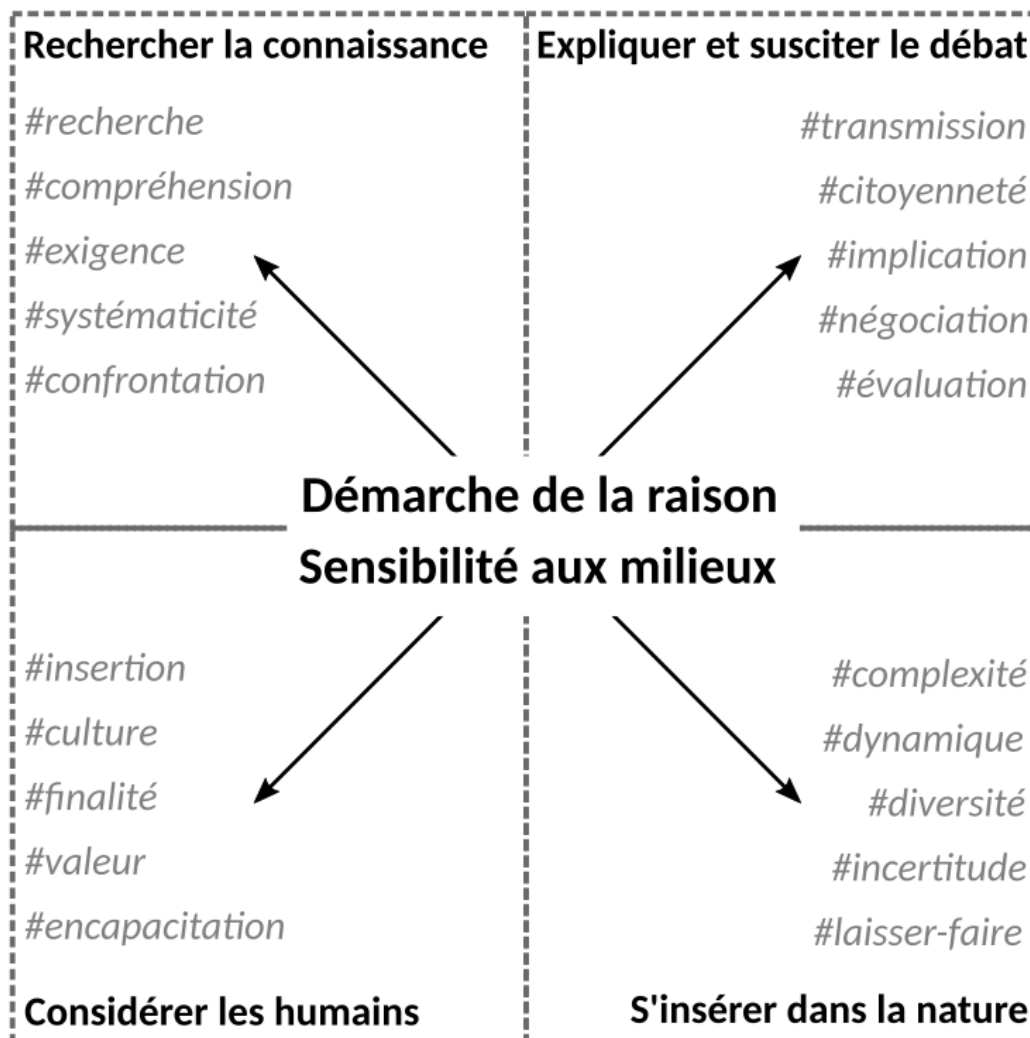 Rechercher la connaissance
#recherche
#compréhension
#exigence
#systématicité
#confrontation
Expliquer et susciter le débat
#transmission
#citoyenneté
#implication
#négociation
#évaluation
Démarche de la raison
Sensibilité aux milieux
#insertion
#culture
#finalité
#valeur
#encapacitation
Considérer les humains
#complexité
#dynamique
#diversité
#incertitude
#laisser-faire
S'insérer dans la nature